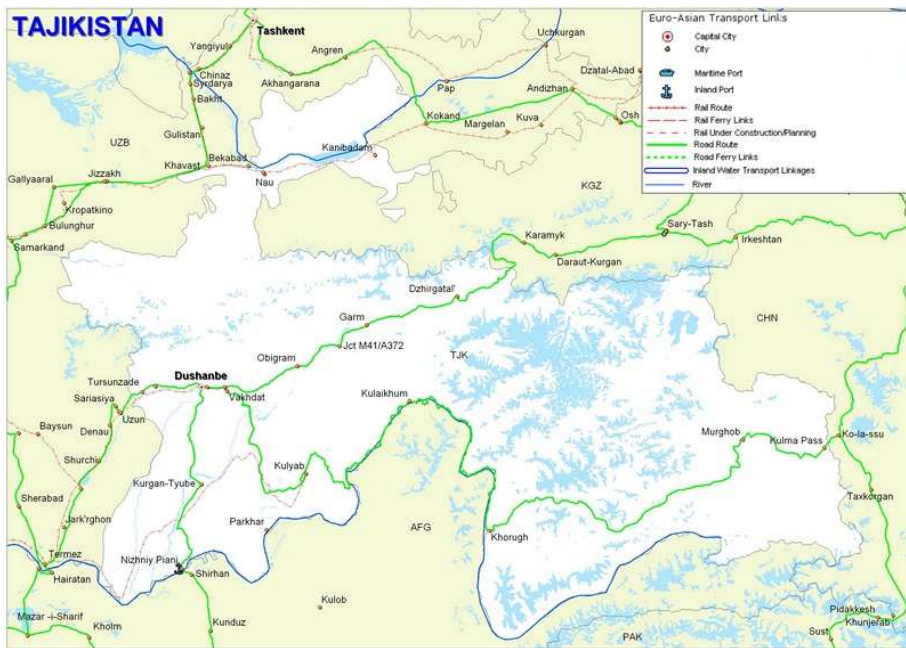 TAJIKISTAN
Euro-Asian Transport Links
Capital City
City
Maritime Port
Inland Port
Rail Route
Rail Ferry Links
Rail Under Construction/Planning
Road Route
Road Ferry Links
Inland Water Transport Linkages
River
Tashkent
Yangiyul
Uchkurgan
Angren
Chinaz
Akhangarana
Dzatal-Abad
Syrdarya
Pap
Andizhan
Bakht
Kokand
Margelan
Kuva
Osh
Gulistan
UZB
Kanibadam
Khavast
Bekabad
Nau
Jizzakh
Gallyaaral
KGZ
Kropatkino
Bulunghur
Sary-Tash
Karamyk
Irkeshtan
Samarkand
Daraut-Kurgan
Dzhirgatal'
CHN
Garm
Jct M41/A372
TJK
Obigram
Dushanbe
Tursunzade
Vakhdat
Sariasiya
Kulaikhum
Uzun
Denau
Baysun
Murghob
Kulma Pass
Ko-la-ssu
Shurchi
Kulyab
Kurgan-Tyube
Taxkorgan
Sherabad
Jark'rghon
Parkhar
AFG
Khorugh
Termez
Nizhniy Pianj
Hairatan
Shirhan
Kulob
Mazar -i-Sharif
Kholm
Kunduz
Pidakkesh
Khunjerab
PAK
Sust